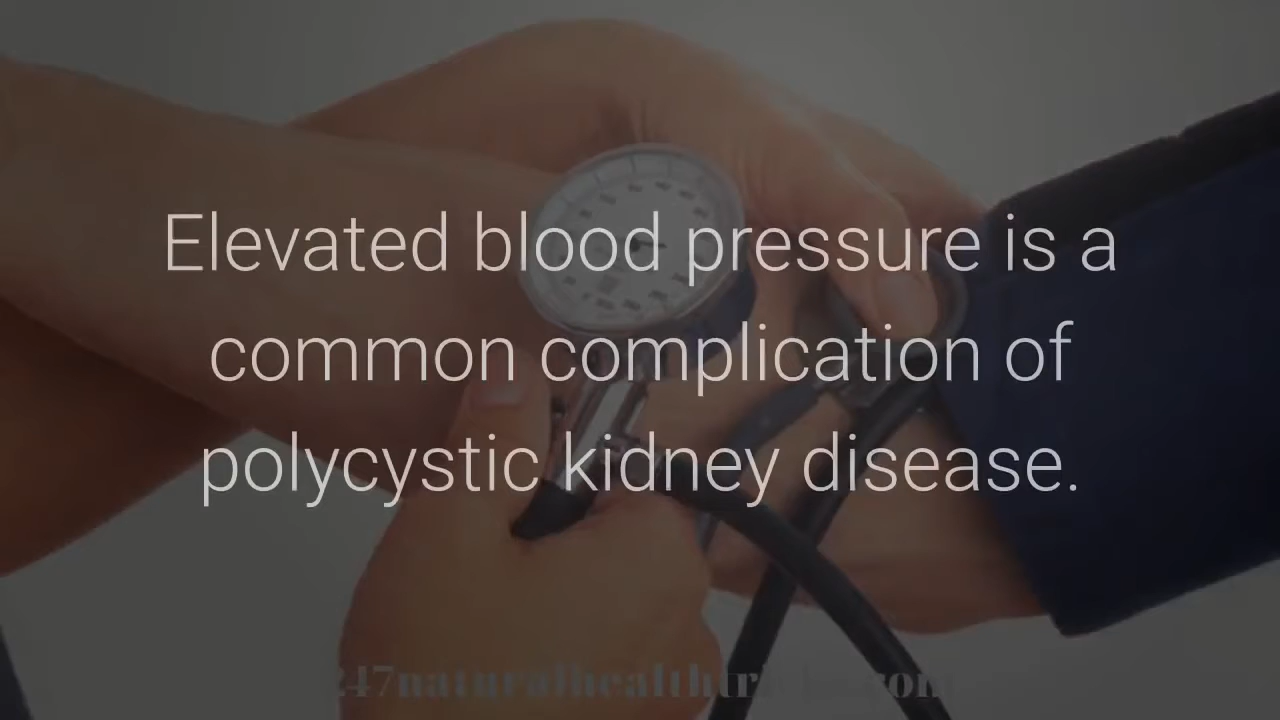 Elevated blood pressure is a
common complication of
polycystic kidney disease.